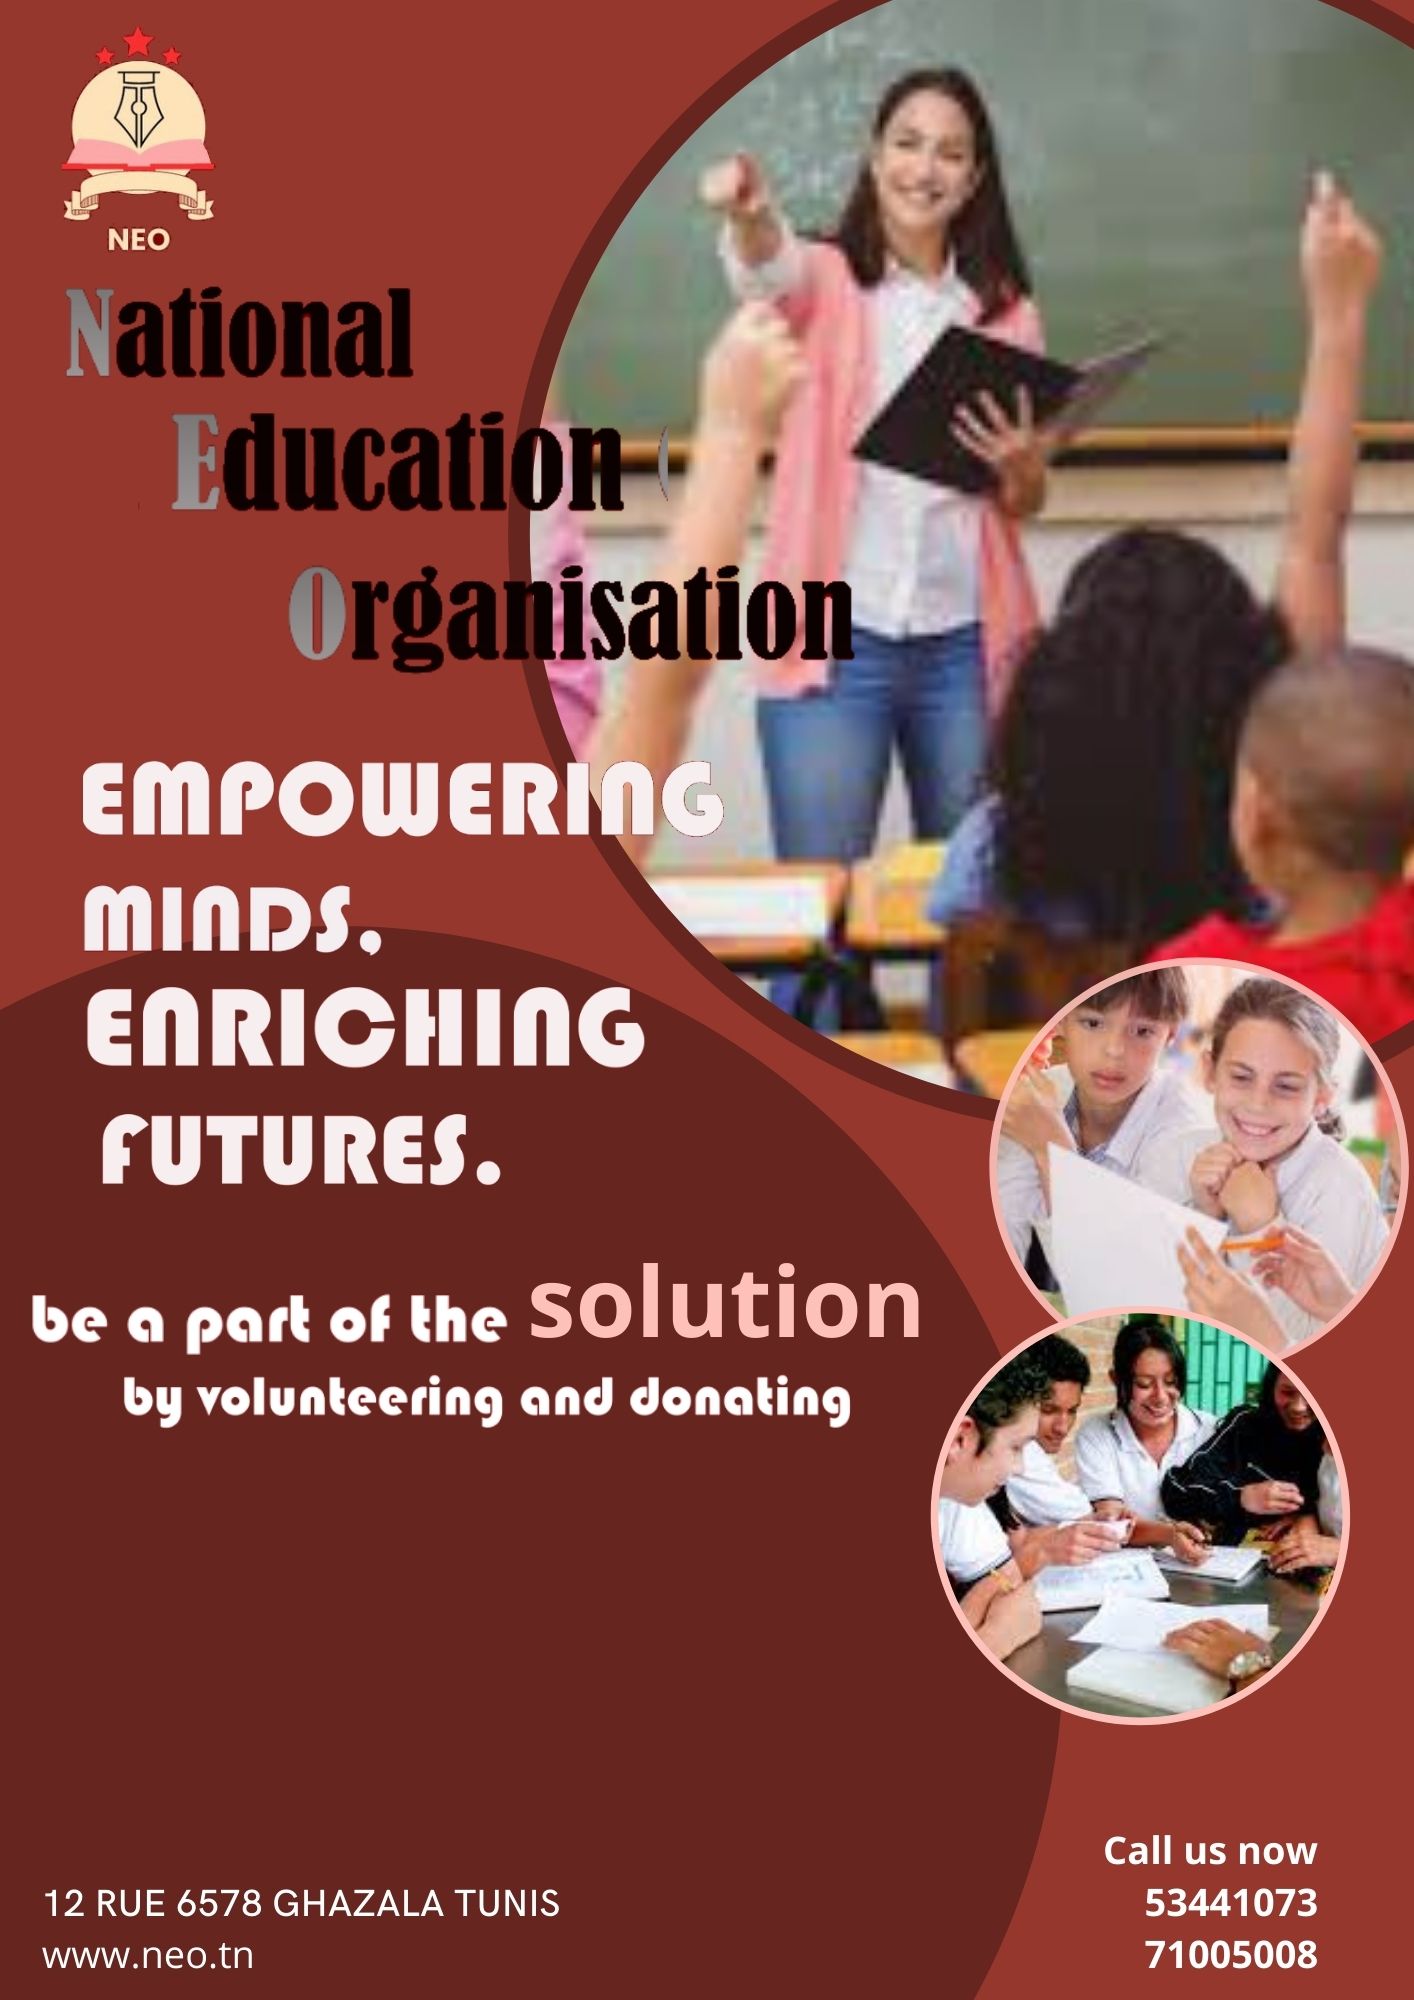 NEO
National
Education (
Organisation
EMPOWERING
MINDS,
ENRICHING
FUTURES.
be a part of the solution
by volunteering and donating
Call us now
53441073
71005008
12 RUE 6578 GHAZALA TUNIS
www.neo.tn